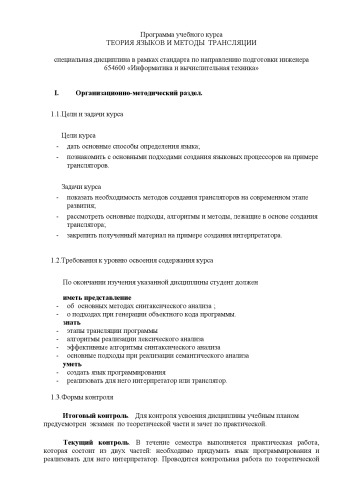 Программа учебного курса
ТЕОРИЯ ЯЗЫКОВ И МЕТОДЫ ТРАНСЛЯЦИИ
специальная дисциплина в рамках стандарта по направлению подготовки инженера
654600 «Информатика и вычислительная техника»
I. Организационно-методический раздел.
1.1.Цели и задачи курса
Цели курса
- дать основные способы определения языка;
- познакомить с основными подходами создания языковых процессоров на примере
трансляторов.
Задачи курса
- показать необходимость методов создания трансляторов на современном этапе
развития;
- рассмотреть основные подходы, алгоритмы и методы, лежащие в основе создания
транслятора;
- закрепить полученный материал на примере создания интерпретатора.
1.2.Требования к уровню освоения содержания курса
По окончании изучения указанной дисциплины студент должен
иметь представление
- об основных методах синтаксического анализа ;
- о подходах при генерации объектного кода программы.
знать
- этапы трансляции программы
- алгоритмы реализации лексического анализа
- эффективные алгоритмы синтаксического анализа
- основные подходы при реализации семантического анализа
уметь
- создать язык программирования
- реализовать для него интерпретатор или транслятор.
1.3.Формы контроля
Итоговый контроль. Для контроля усвоения дисциплины учебным планом
предусмотрен экзамен по теоретической части и зачет по практической.
Текущий контроль. В течение семестра выполняется практическая работа,
которая состоит из двух частей: необходимо придумать язык программирования и
реализовать для него интерпретатор. Проводится контрольная работа по теоретической